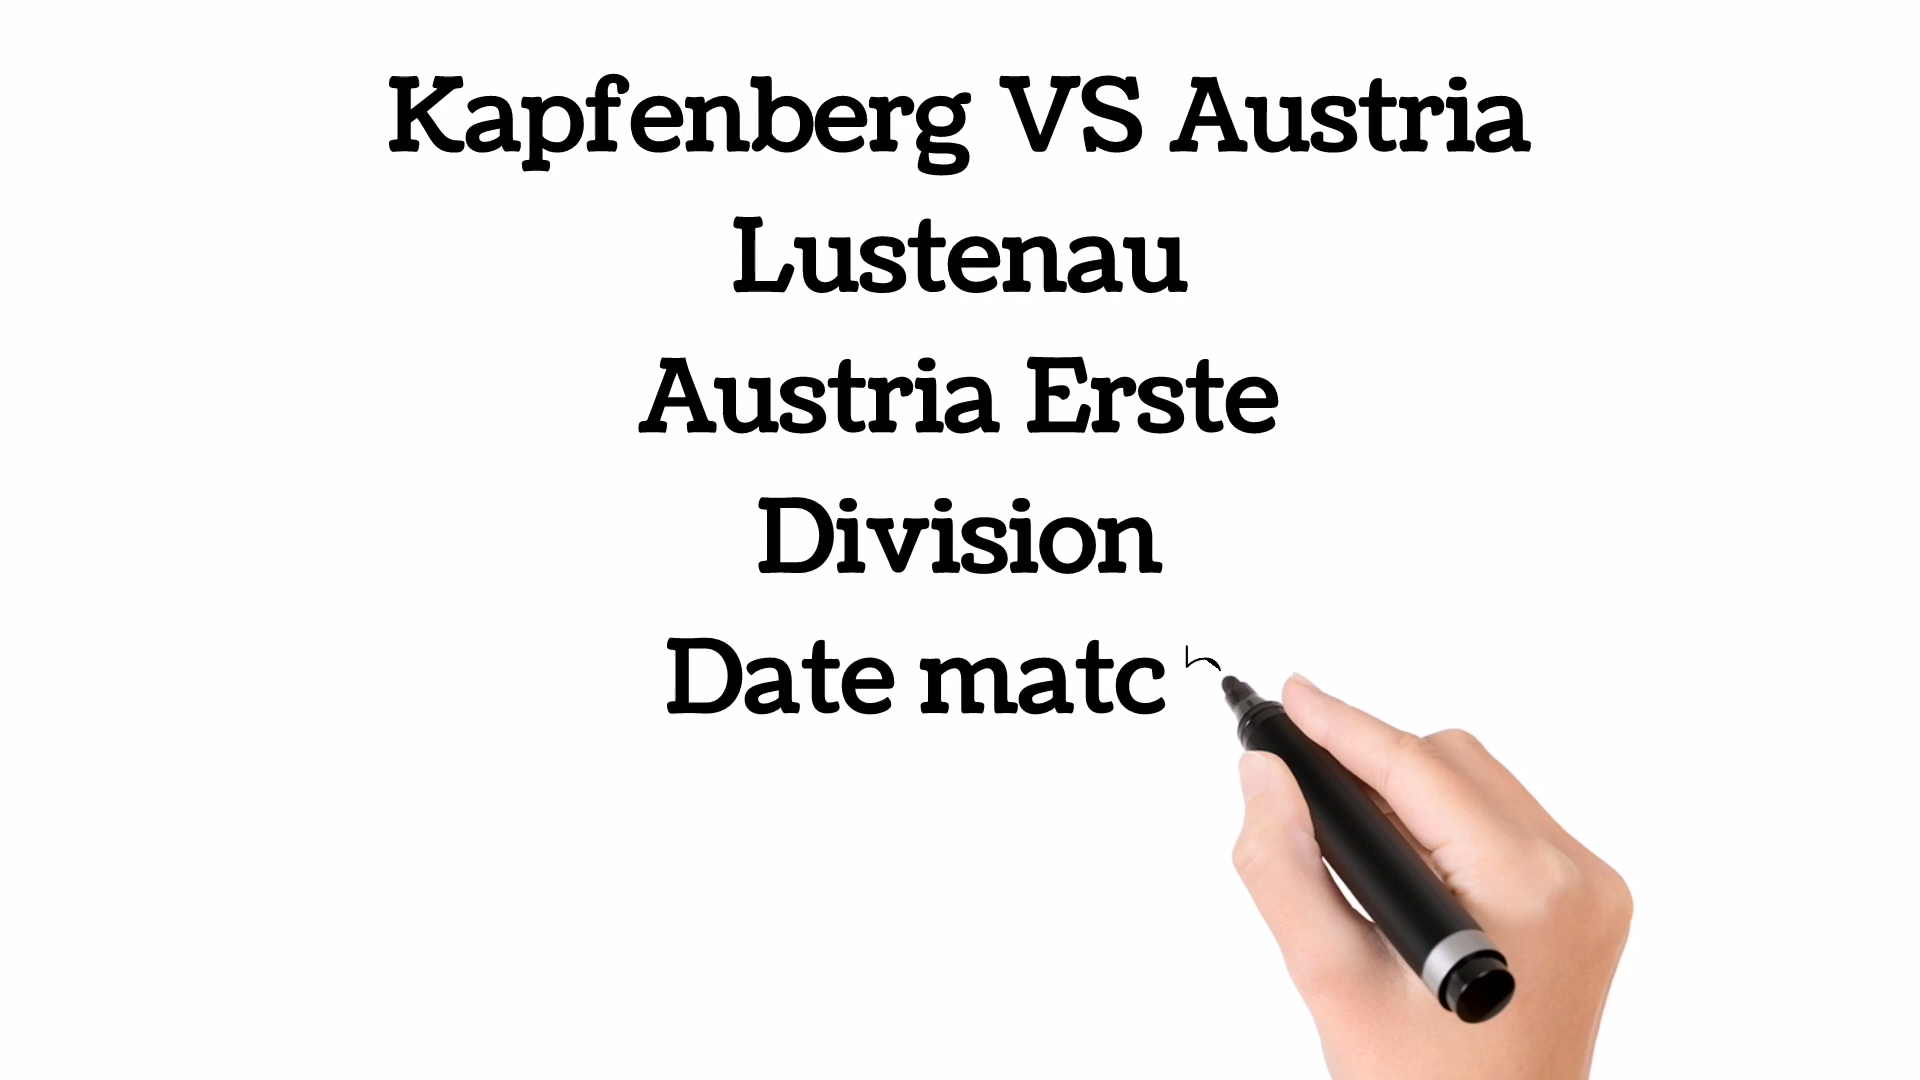 Kapfenberg VS Austria
Lustenau
Austria Erste
Division
Date matc